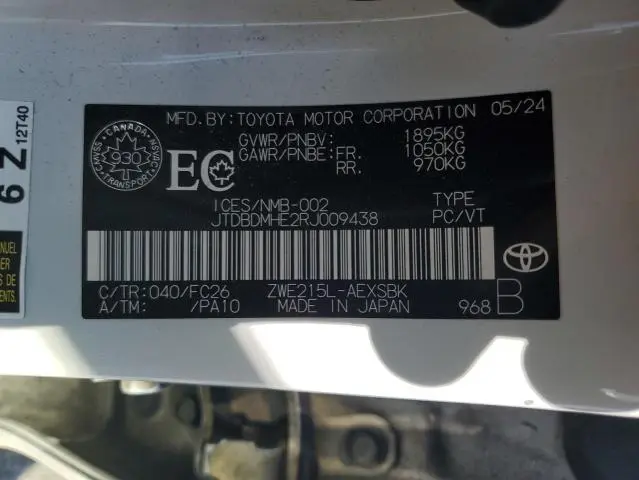 MFD.BY:TOYOTA MOTOR CORPORATION 05/24
GVWR/PNBV: 1895KG
GAWR/PNBE:FR. 1050KG
RR. 970KG
CANADA
CMVSS NSVAC
930
TRANSPORT
EC
ICES/NMB-002
JTDBDMHE2RJ009438
TYPE
PC/VT
C/TR:040/FC26 ZWE215L-AEXSBK
A/TM: /PA10 MADE IN JAPAN 968 B
6 Z
12T40